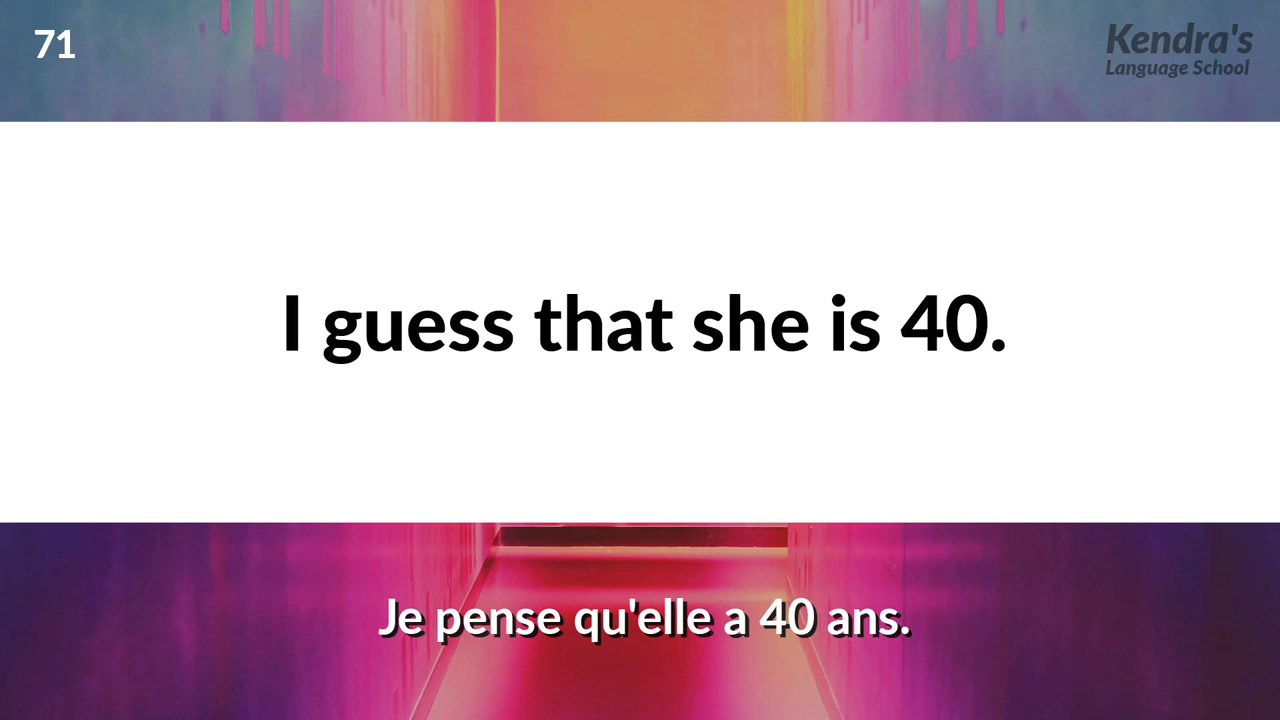 71
Kendra's
Language School
I guess that she is 40.
Je pense qu'elle a 40 ans.